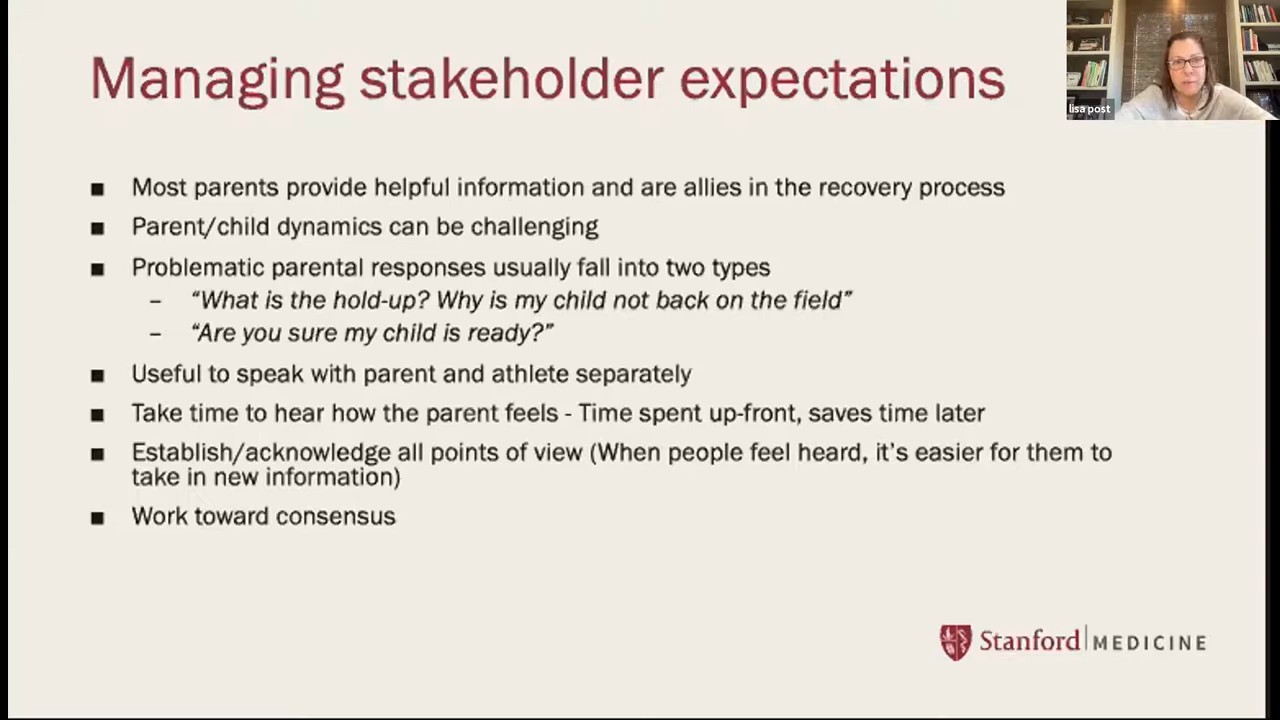 Managing stakeholder expectations
lisa post
■ Most parents provide helpful information and are allies in the recovery process
■ Parent/child dynamics can be challenging
■ Problematic parental responses usually fall into two types
– “What is the hold-up? Why is my child not back on the field”
– “Are you sure my child is ready?”
■ Useful to speak with parent and athlete separately
■ Take time to hear how the parent feels - Time spent up-front, saves time later
■ Establish/acknowledge all points of view (When people feel heard, it’s easier for them to
take in new information)
■ Work toward consensus
Stanford MEDICINE